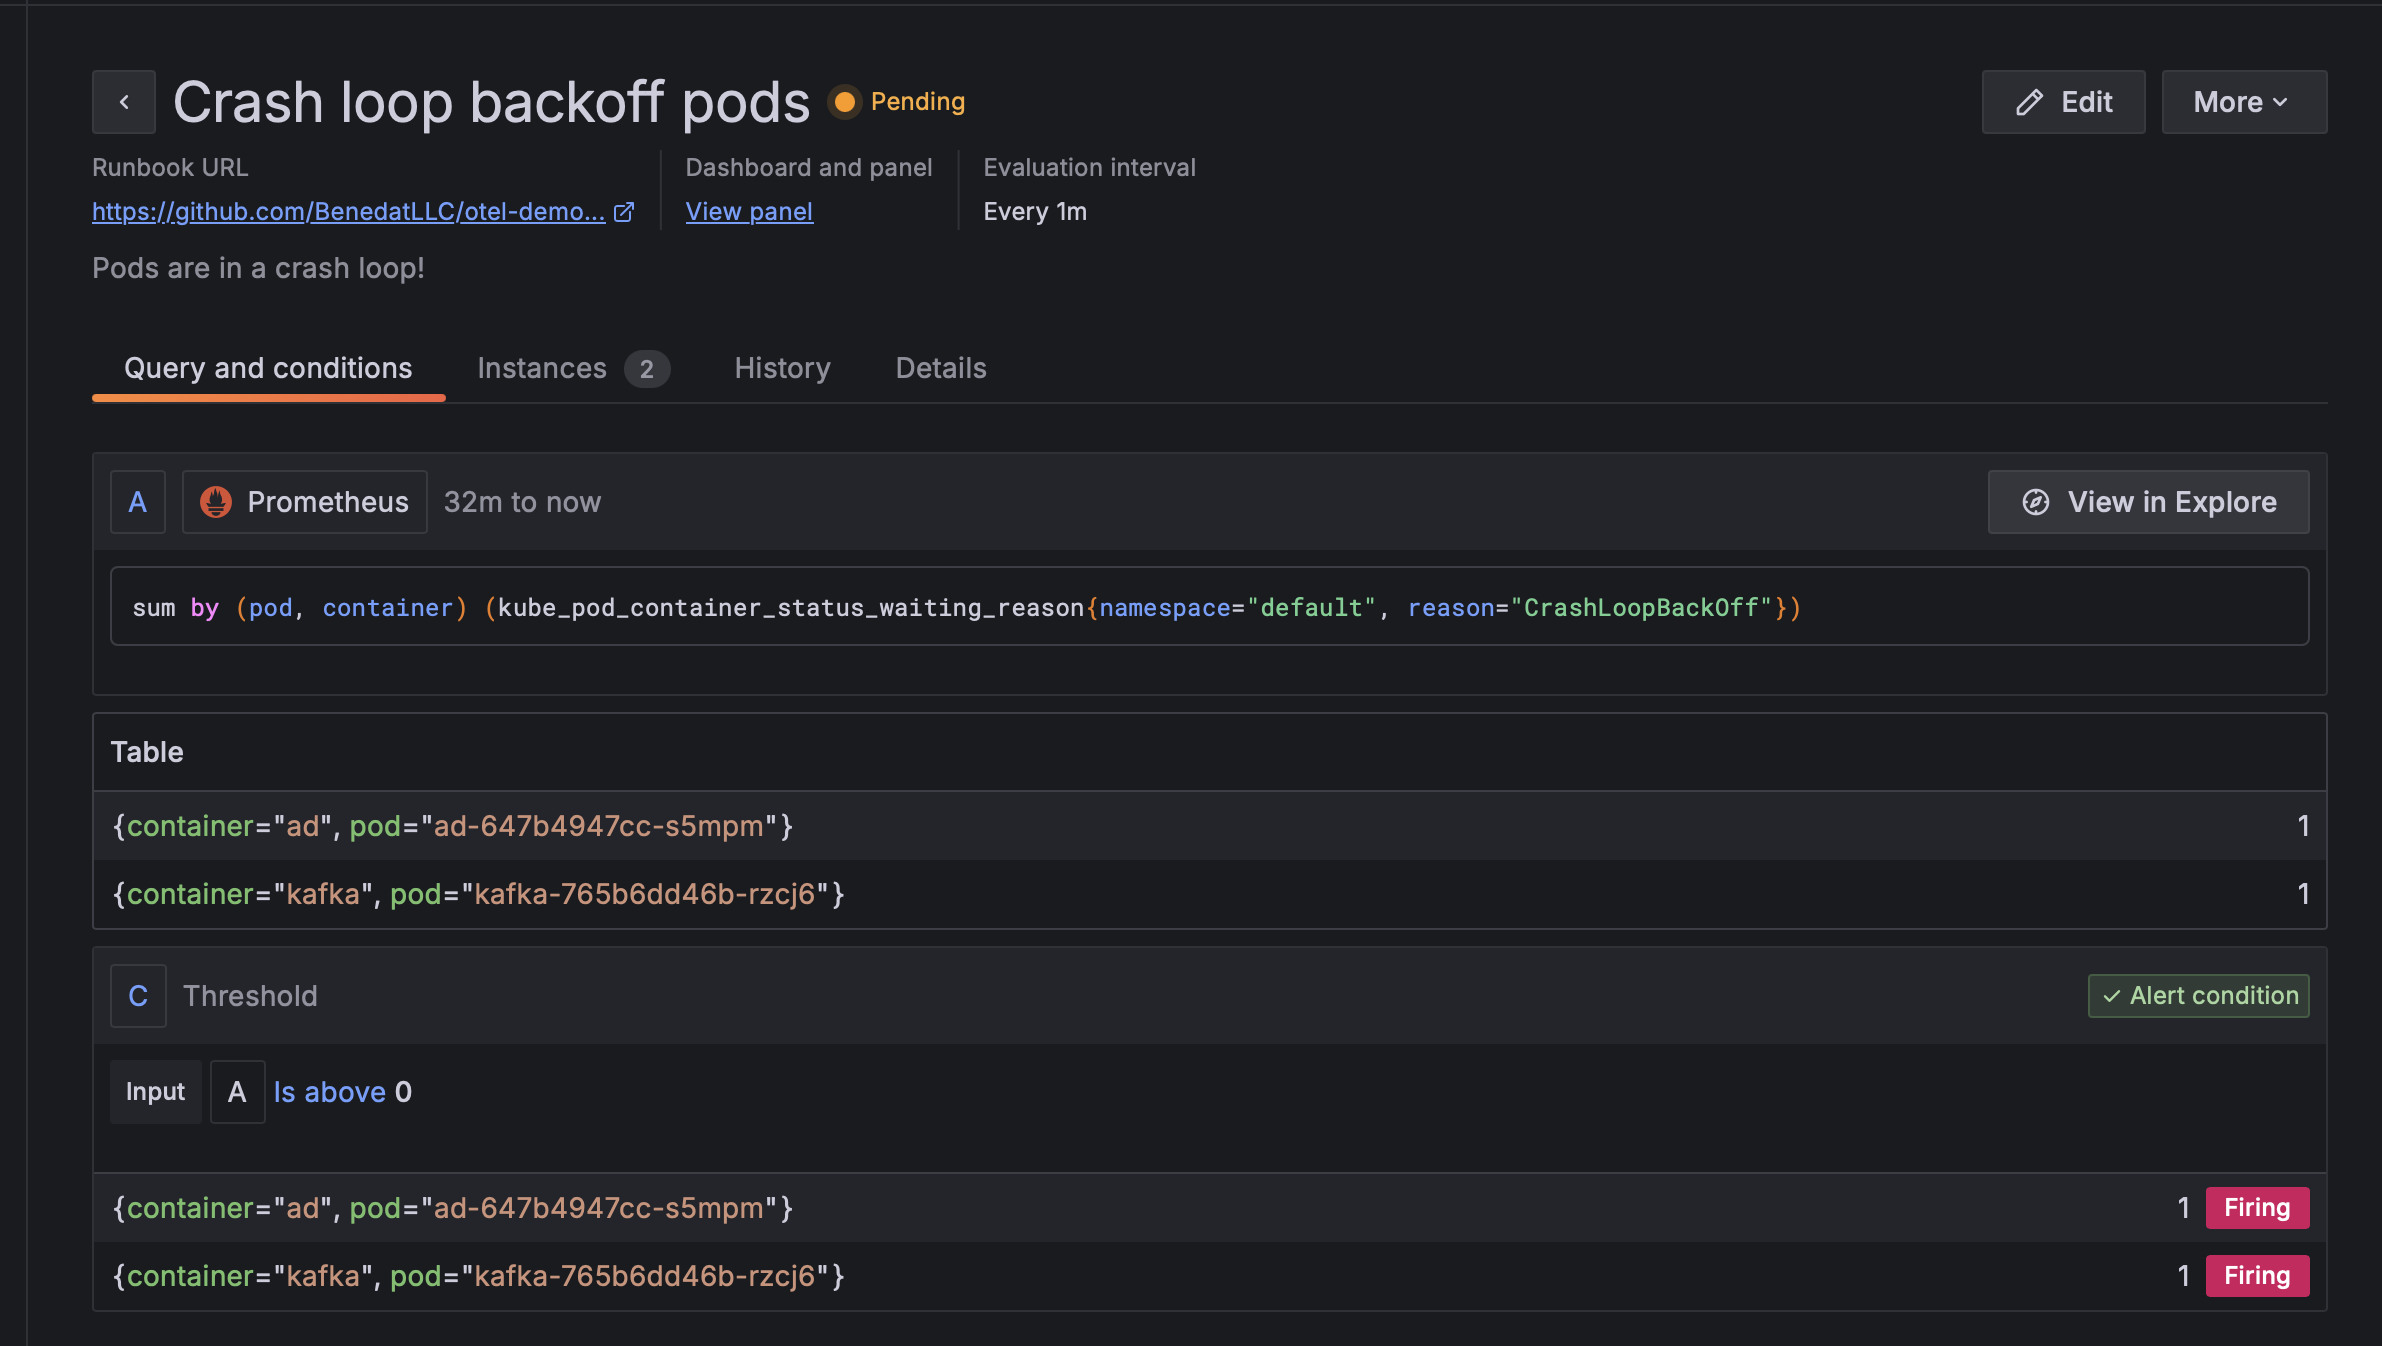 Crash loop backoff pods Pending Edit More
Runbook URL Dashboard and panel Evaluation interval
https://github.com/BenedatLLC/otel-demo... View panel Every 1m
Pods are in a crash loop!
Query and conditions Instances 2 History Details
A Prometheus 32m to now View in Explore
sum by (pod, container) (kube_pod_container_status_waiting_reason{namespace="default", reason="CrashLoopBackOff"})
Table
{container="ad", pod="ad-647b4947cc-s5mpm"} 1
{container="kafka", pod="kafka-765b6dd46b-rzcj6"} 1
C Threshold Alert condition
Input A Is above 0
{container="ad", pod="ad-647b4947cc-s5mpm"} 1 Firing
{container="kafka", pod="kafka-765b6dd46b-rzcj6"} 1 Firing